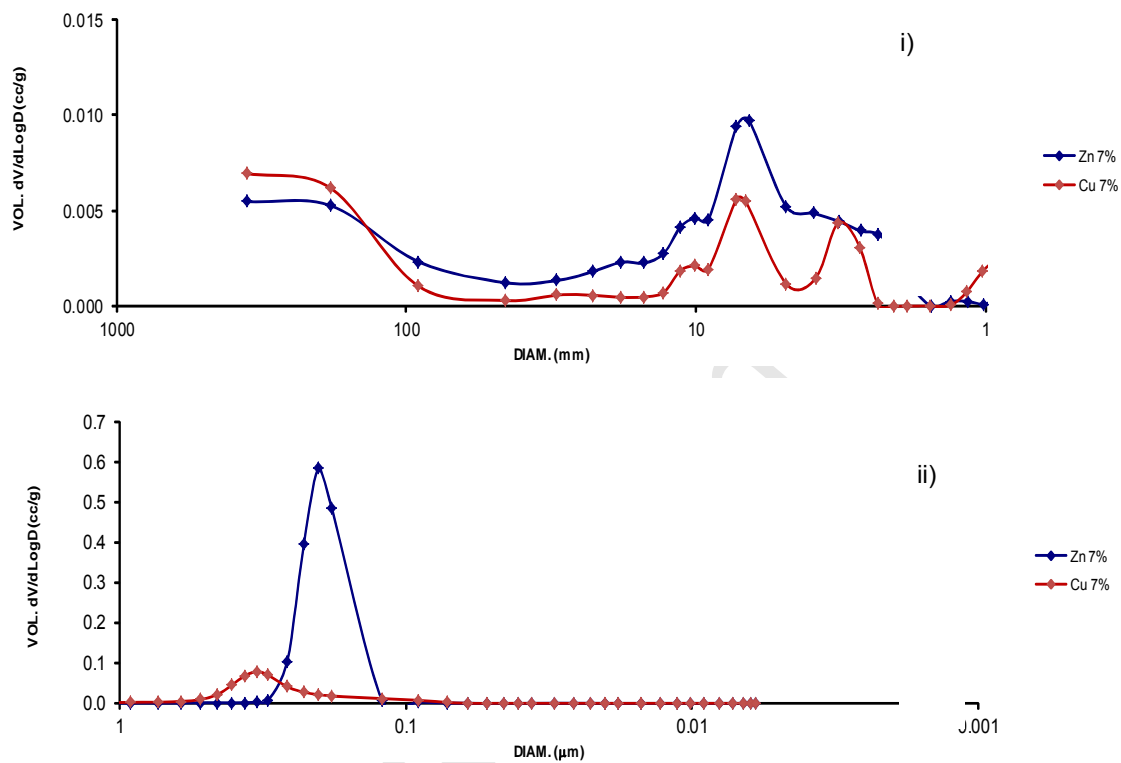 i)
VOL. dV/dLogD(cc/g)
0.015
0.010
0.005
0.000
1000 100 10 1
DIAM. (mm)
Zn 7%
Cu 7%
ii)
VOL. dV/dLogD(cc/g)
0.7
0.6
0.5
0.4
0.3
0.2
0.1
0.0
1 0.1 0.01 0.001
DIAM. (µm)
Zn 7%
Cu 7%